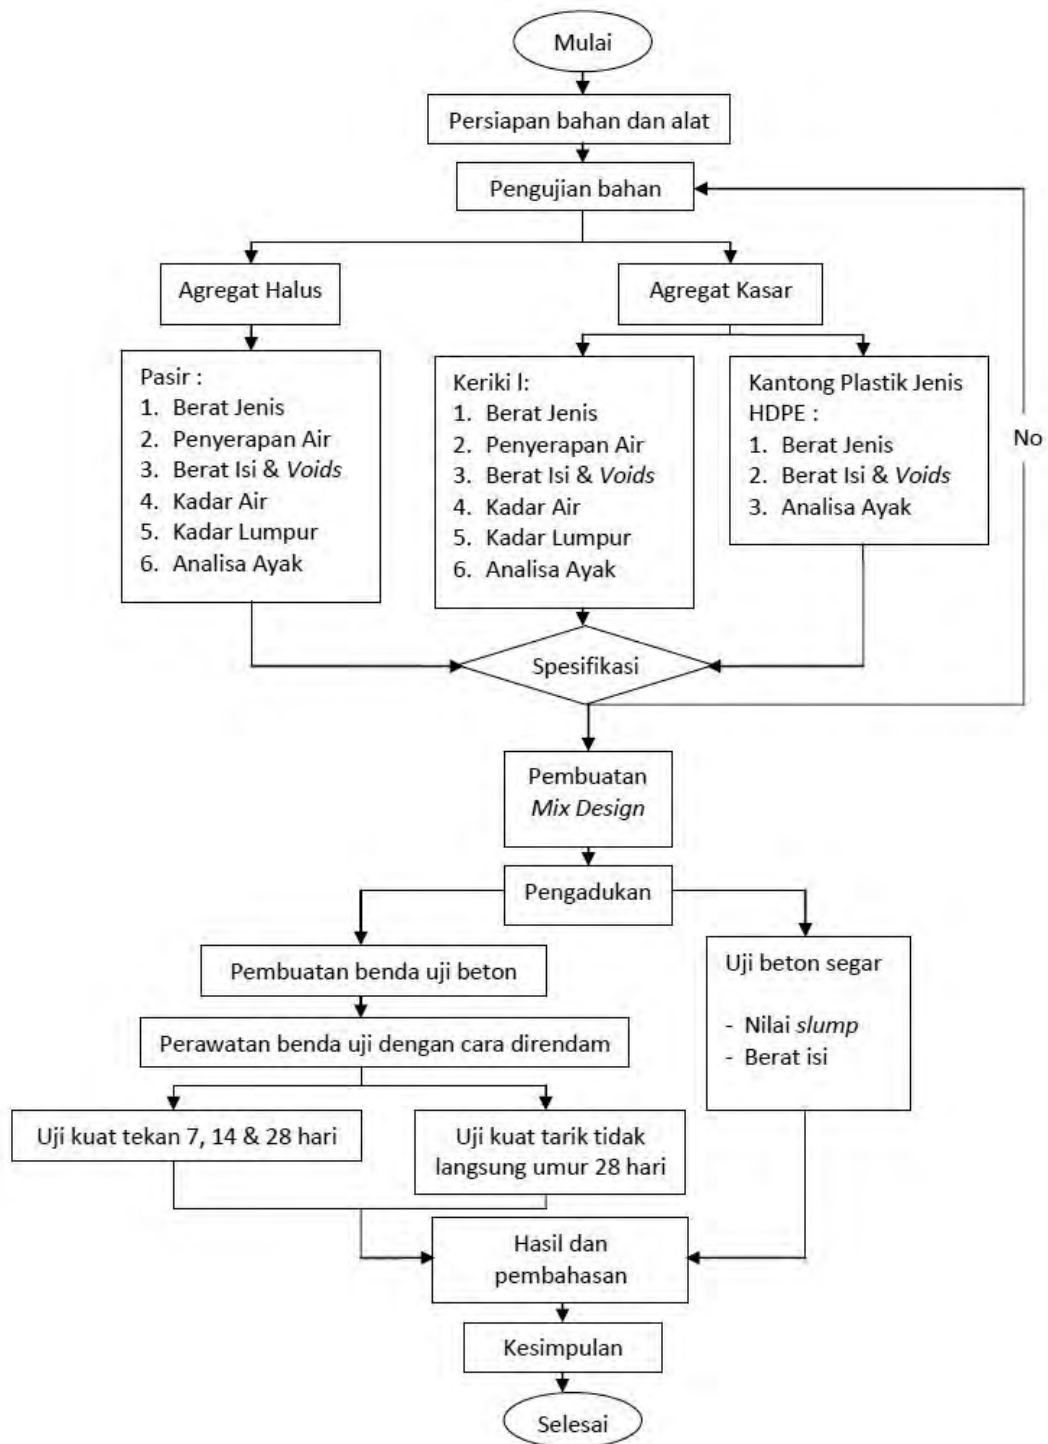 Mulai
Persiapan bahan dan alat
Pengujian bahan
Agregat Halus
Agregat Kasar
Pasir :
1. Berat Jenis
2. Penyerapan Air
3. Berat Isi & Voids
4. Kadar Air
5. Kadar Lumpur
6. Analisa Ayak
Keriki l:
1. Berat Jenis
2. Penyerapan Air
3. Berat Isi & Voids
4. Kadar Air
5. Kadar Lumpur
6. Analisa Ayak
Kantong Plastik Jenis
HDPE :
1. Berat Jenis
2. Berat Isi & Voids
3. Analisa Ayak
No
Spesifikasi
Pembuatan
Mix Design
Pengadukan
Pembuatan benda uji beton
Uji beton segar
- Nilai slump
- Berat isi
Perawatan benda uji dengan cara direndam
Uji kuat tekan 7, 14 & 28 hari
Uji kuat tarik tidak
langsung umur 28 hari
Hasil dan
pembahasan
Kesimpulan
Selesai